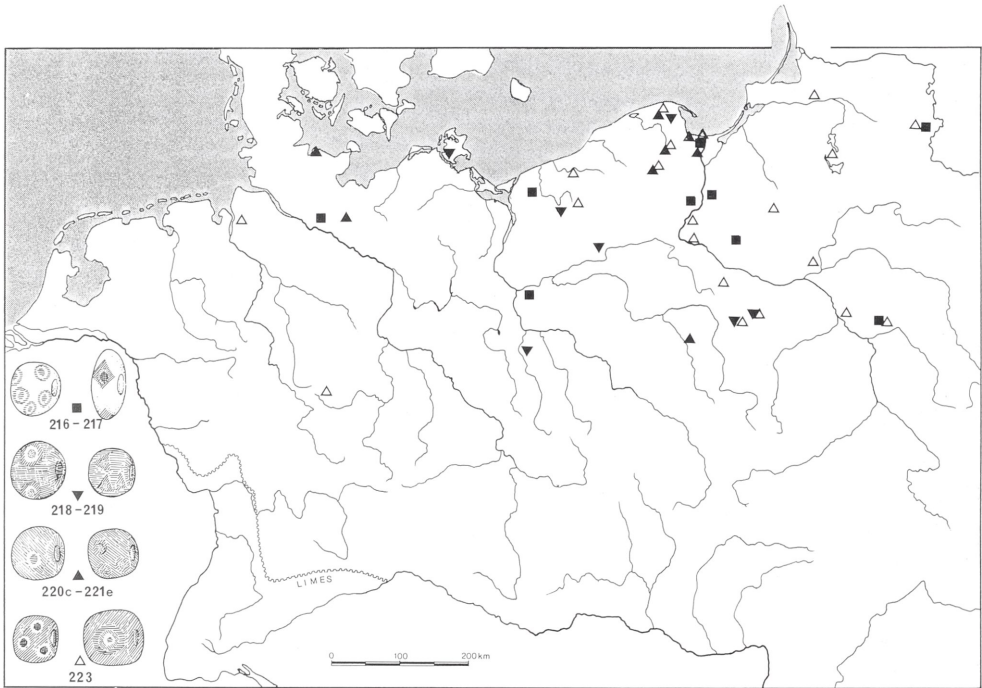 216 – 217
218 – 219
220c – 221e
223
LIMES
0 100 200 km